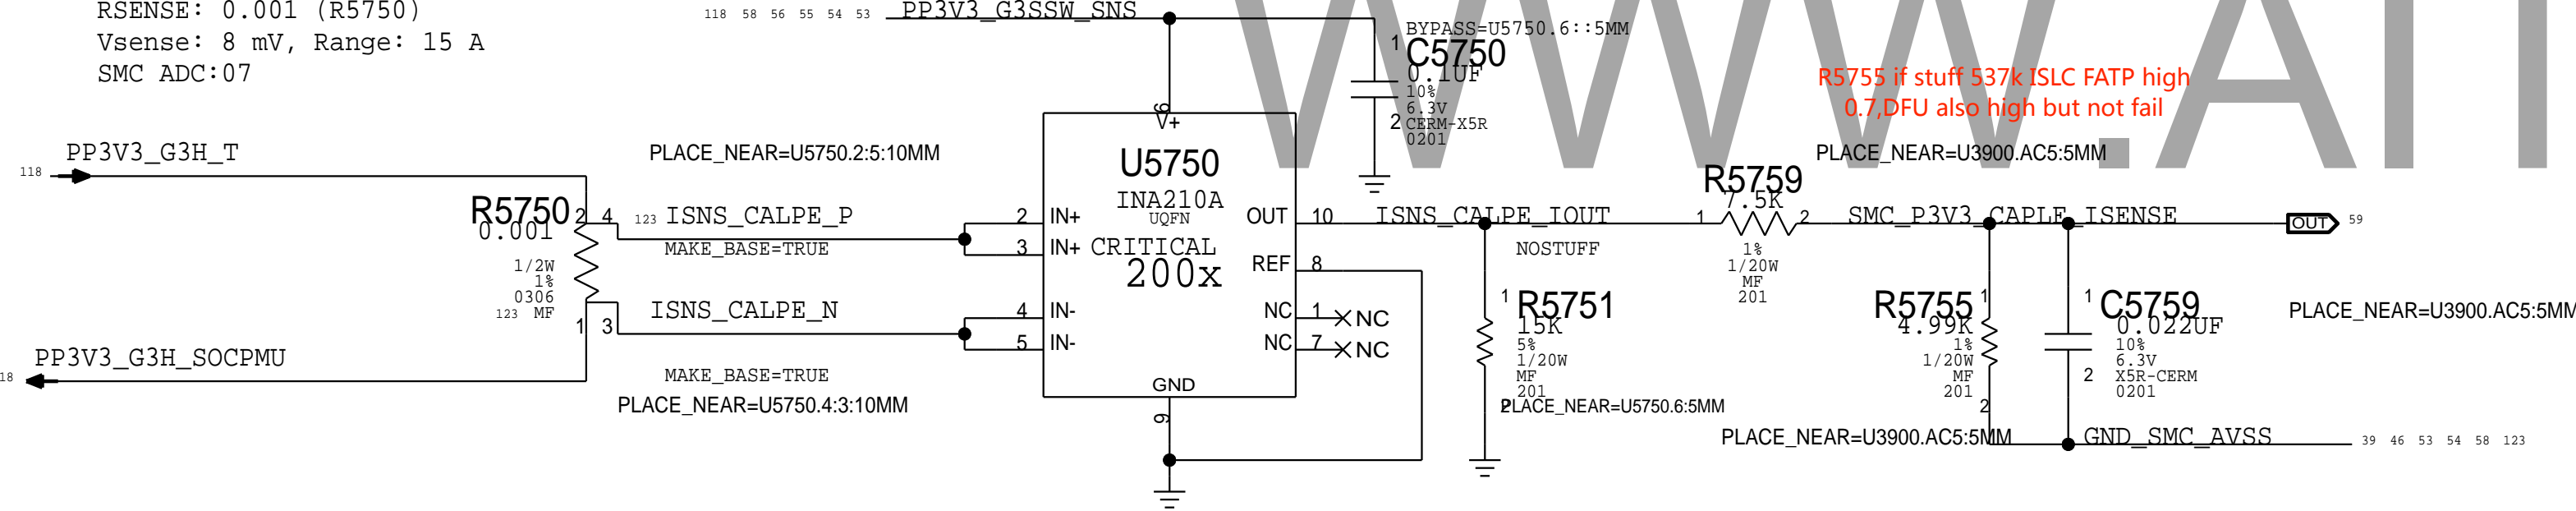 RSENSE: 0.001 (R5750)
Vsense: 8 mV, Range: 15 A
SMC ADC:07
118 58 56 55 54 53 PP3V3_G3SSW_SNS
BYPASS=U5750.6::5MM
1 C5750
0.1UF
10%
6.3V
2 CERM-X5R
0201
WWW.
R5755 if stuff 537k ISLC FATP high
0.7,DFU also high but not fail
PLACE_NEAR=U3900.AC5:5MM
PP3V3_G3H_T
118
PLACE_NEAR=U5750.2:5:10MM
6
V+
U5750
INA210A
UQFN
CRITICAL
200x
R5750 2 4
0.001
1/2W
1%
0306
123 MF
1 3
123 ISNS_CALPE_P
MAKE_BASE=TRUE
2 IN+
3 IN+
ISNS_CALPE_N
4 IN-
5 IN-
MAKE_BASE=TRUE
PLACE_NEAR=U5750.4:3:10MM
PP3V3_G3H_SOCPMU
18
OUT 10
REF 8
NC 1 NC
NC 7 NC
GND
9
ISNS_CALPE_IOUT
NOSTUFF
1 R5751
15K
5%
1/20W
MF
201
2
PLACE_NEAR=U5750.6:5MM
R5759
7.5K
1 2
1%
1/20W
MF
201
SMC_P3V3_CAPLE_ISENSE
OUT 59
R5755 1
4.99K
1%
1/20W
MF
201
2
1 C5759
0.022UF
10%
6.3V
2 X5R-CERM
0201
PLACE_NEAR=U3900.AC5:5MM
PLACE_NEAR=U3900.AC5:5MM
GND_SMC_AVSS 39 46 53 54 58 123